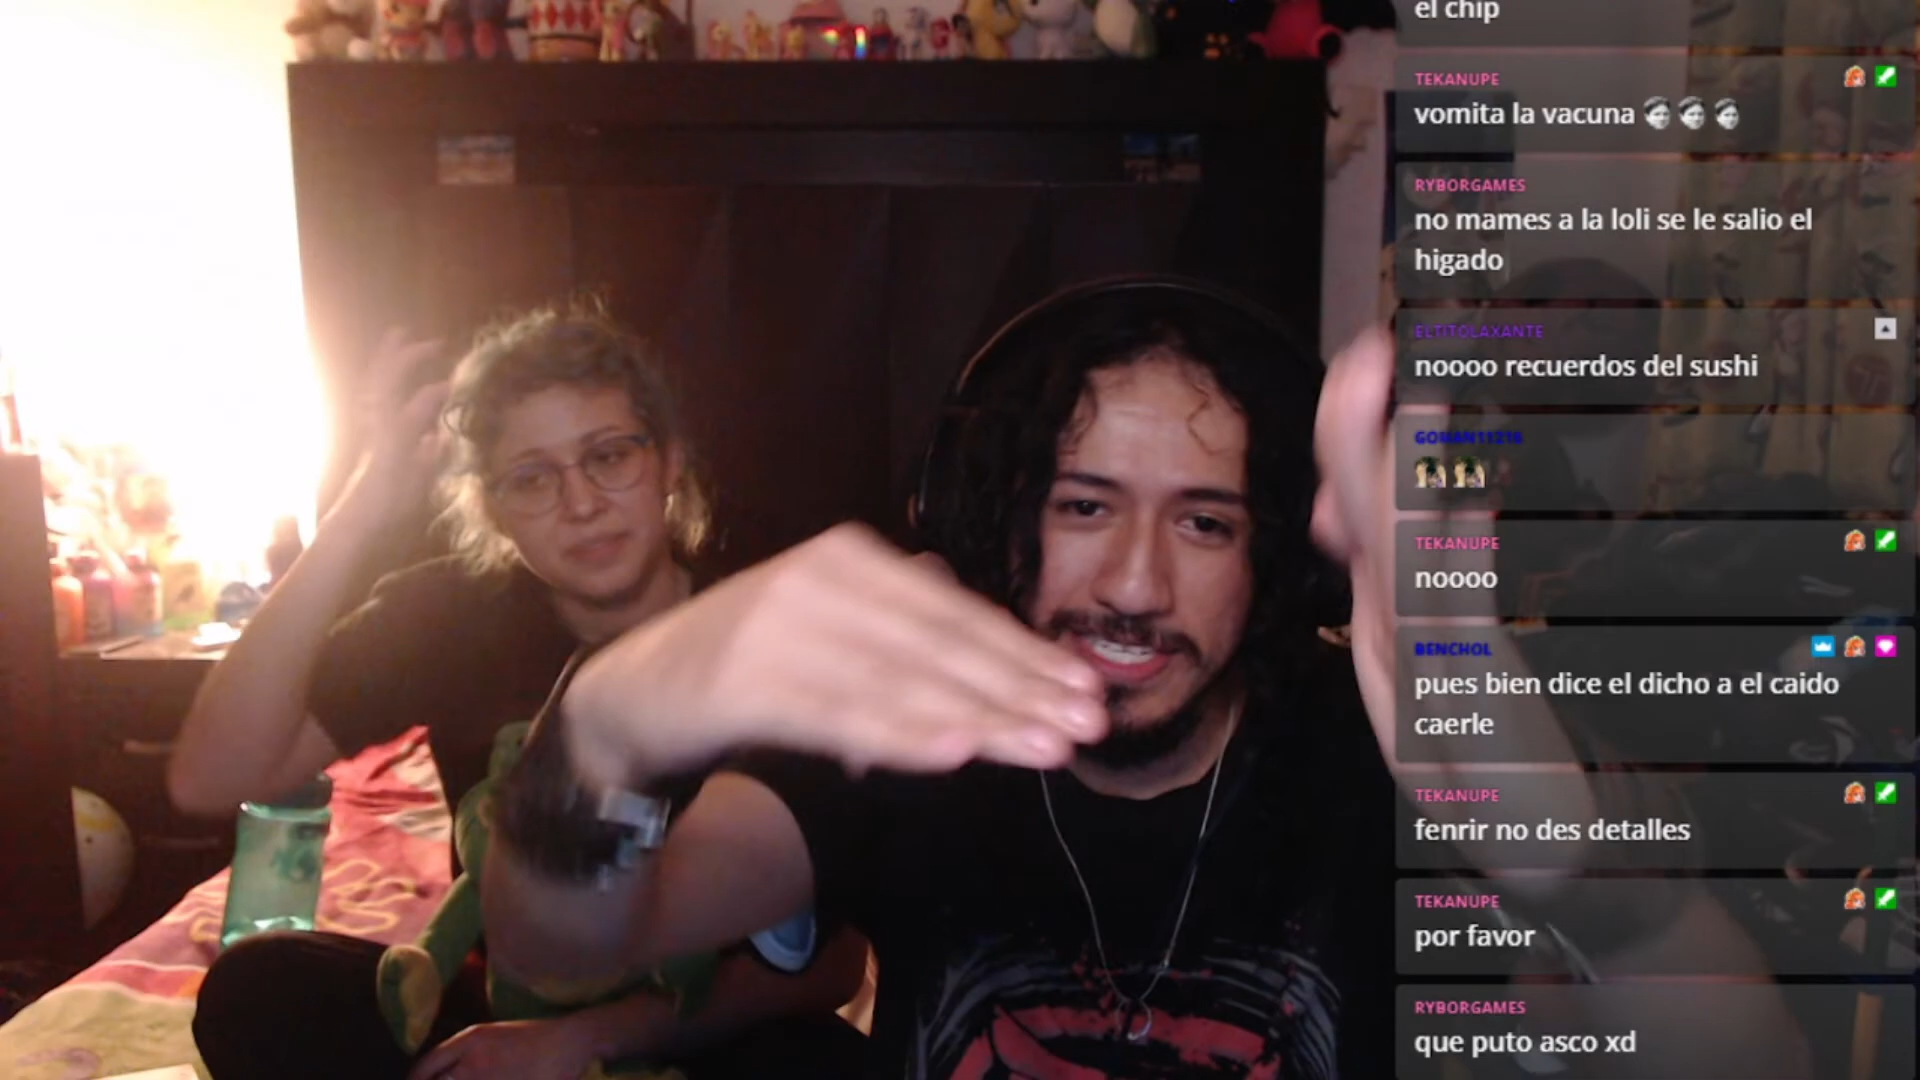 el chip
TEKANUPE
vomita la vacuna
RYBORGAMES
no mames a la loli se le salio el
higado
ELTITOLAXANTE
noooo recuerdos del sushi
GOMAN11216
TEKANUPE
noooo
BENCHOL
pues bien dice el dicho a el caido
caerle
TEKANUPE
fenrir no des detalles
TEKANUPE
por favor
RYBORGAMES
que puto asco xd